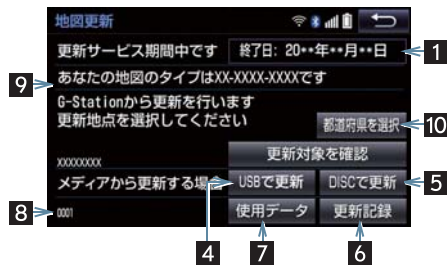 地図更新
更新サービス期間中です 終了日: 20**年**月**日 1
9 あなたの地図のタイプはXX-XXXX-XXXXです
G-Stationから更新を行います
更新地点を選択してください 都道府県を選択 10
更新対象を確認
XXXXXXXX
メディアから更新する場合 USBで更新 DISCで更新 5
8 0001 使用データ 更新記録
4 7 6